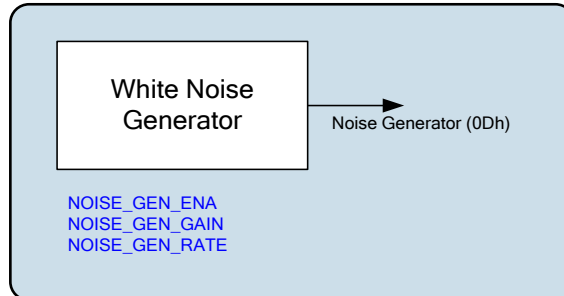 White Noise
Generator
Noise Generator (0Dh)
NOISE_GEN_ENA
NOISE_GEN_GAIN
NOISE_GEN_RATE